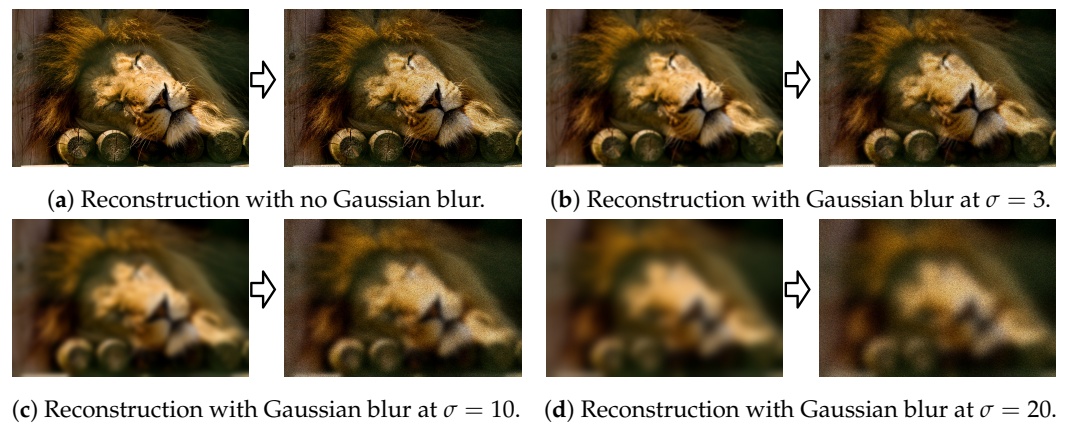 (a) Reconstruction with no Gaussian blur.
(b) Reconstruction with Gaussian blur at σ = 3.
(c) Reconstruction with Gaussian blur at σ = 10.
(d) Reconstruction with Gaussian blur at σ = 20.